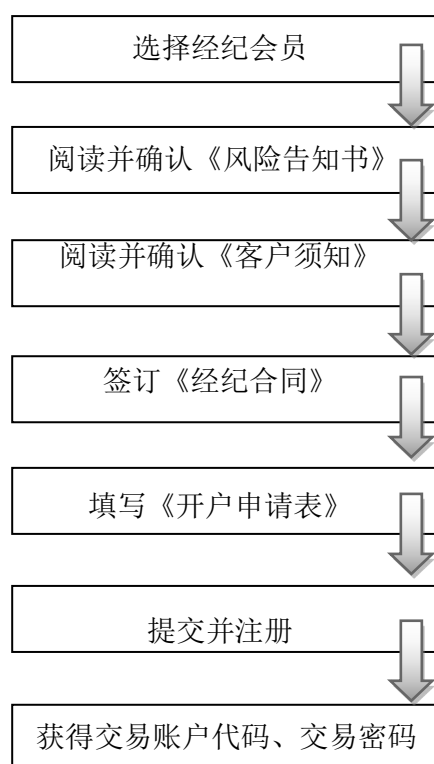 选择经纪会员
阅读并确认《风险告知书》
阅读并确认《客户须知》
签订《经纪合同》
填写《开户申请表》
提交并注册
获得交易账户代码、交易密码